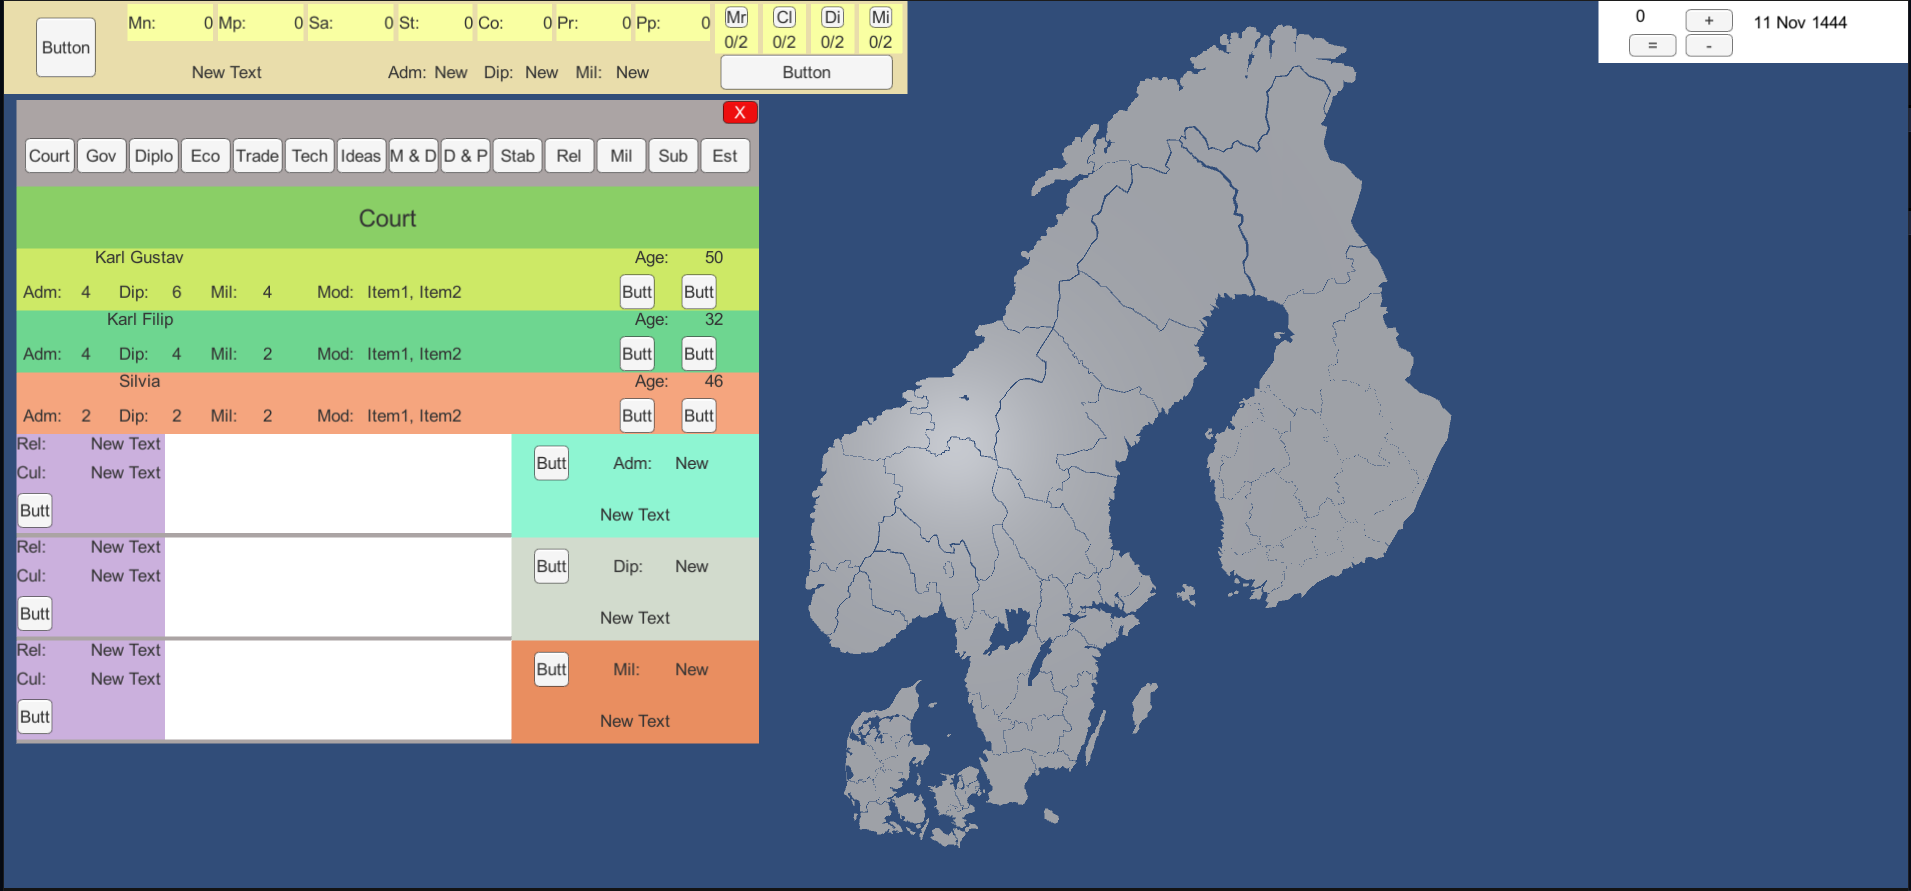 Button
Mn: 0 Mp: 0 Sa: 0 St: 0 Co: 0 Pr: 0 Pp: 0
Mr Cl Di Mi
0/2 0/2 0/2 0/2
New Text Adm: New Dip: New Mil: New Button
0 + 11 Nov 1444
= -
X
Court Gov Diplo Eco Trade Tech Ideas M & D D & P Stab Rel Mil Sub Est
Court
Karl Gustav Age: 50
Adm: 4 Dip: 6 Mil: 4 Mod: Item1, Item2 Butt Butt
Karl Filip Age: 32
Adm: 4 Dip: 4 Mil: 2 Mod: Item1, Item2 Butt Butt
Silvia Age: 46
Adm: 2 Dip: 2 Mil: 2 Mod: Item1, Item2 Butt Butt
Rel: New Text
Cul: New Text
Butt
Butt Adm: New
New Text
Rel: New Text
Cul: New Text
Butt
Butt Dip: New
New Text
Rel: New Text
Cul: New Text
Butt
Butt Mil: New
New Text